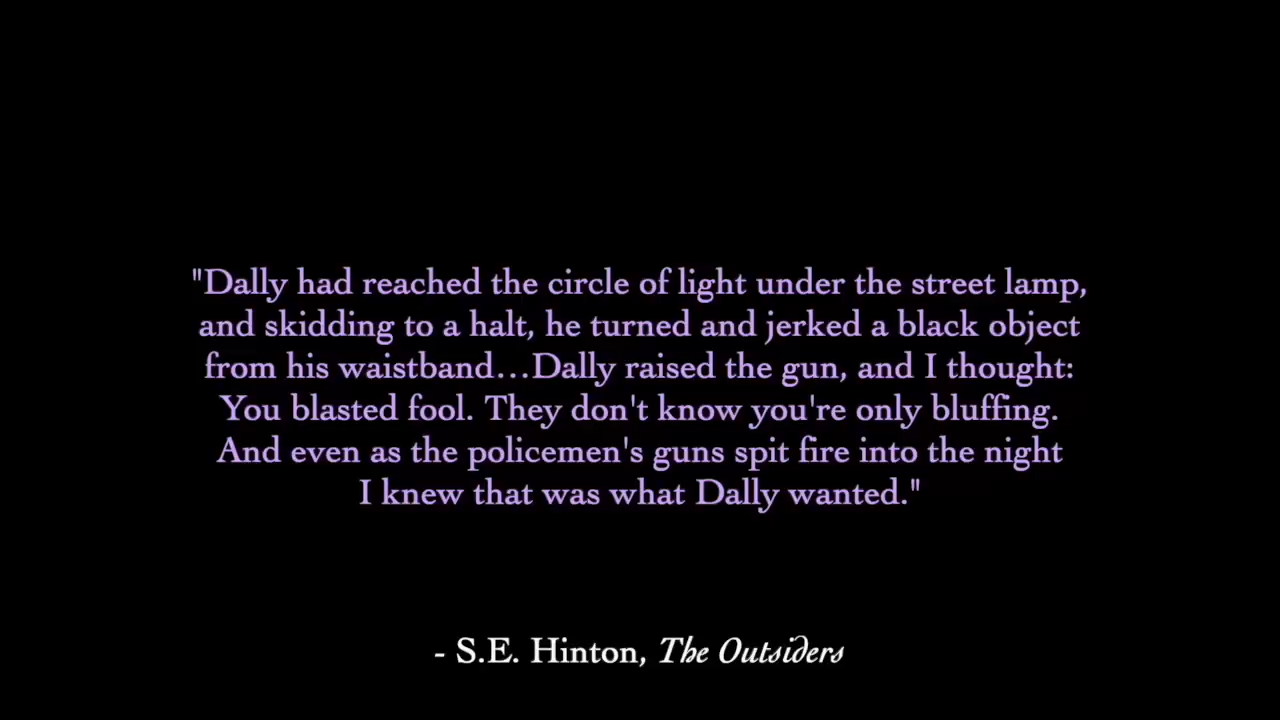 "Dally had reached the circle of light under the street lamp,
and skidding to a halt, he turned and jerked a black object
from his waistband...Dally raised the gun, and I thought:
You blasted fool. They don't know you're only bluffing.
And even as the policemen's guns spit fire into the night
I knew that was what Dally wanted."
- S.E. Hinton, The Outsiders